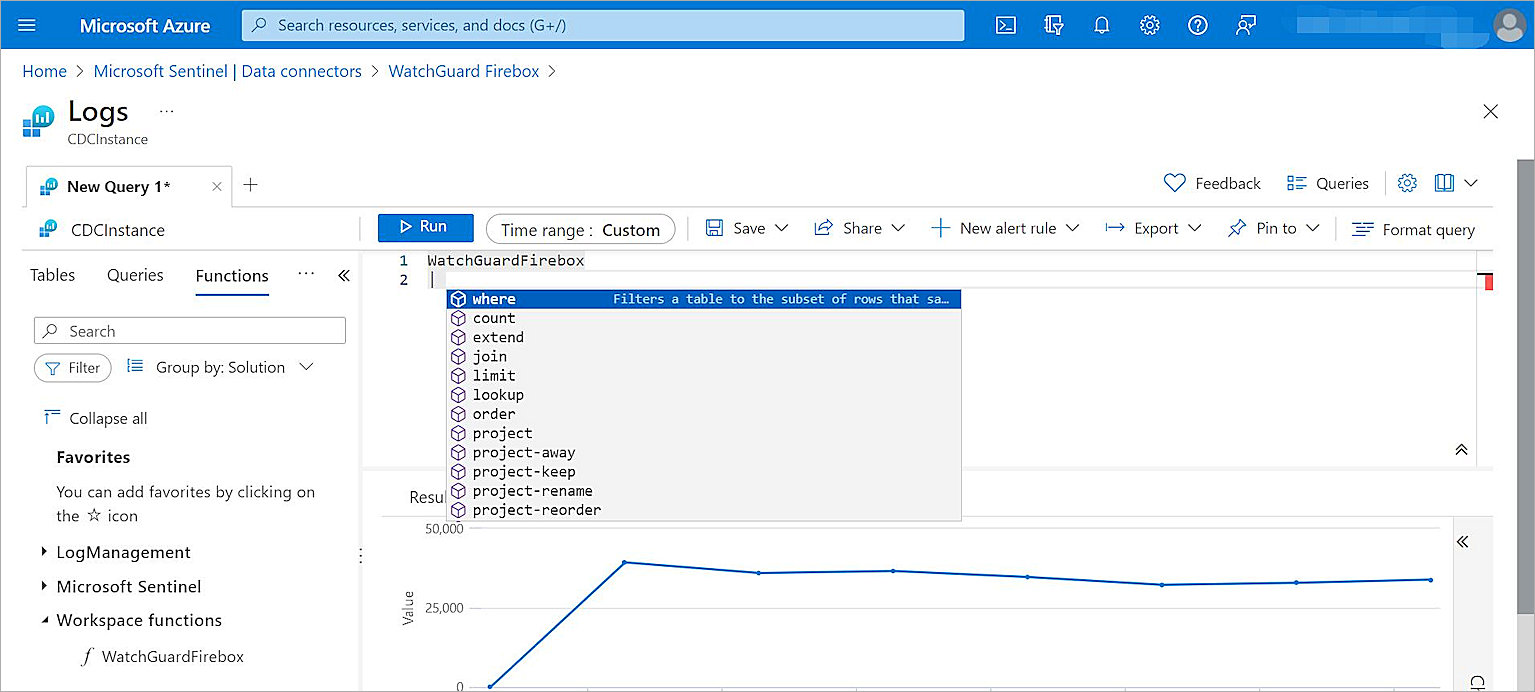 Microsoft Azure
Search resources, services, and docs (G+/)
Home > Microsoft Sentinel | Data connectors > WatchGuard Firebox >
Logs ...
CDCInstance
New Query 1*
Feedback
Queries
CDCInstance
Run
Time range : Custom
Save
Share
New alert rule
Export
Pin to
Format query
Tables
Queries
Functions
...
1 WatchGuardFirebox
2
Search
Filter
Group by: Solution
Collapse all
Favorites
You can add favorites by clicking on
the ☆ icon
LogManagement
Microsoft Sentinel
Workspace functions
f WatchGuardFirebox
where Filters a table to the subset of rows that sa…
count
extend
join
limit
lookup
order
project
project-away
project-keep
project-rename
project-reorder
50,000
25,000
0
Value